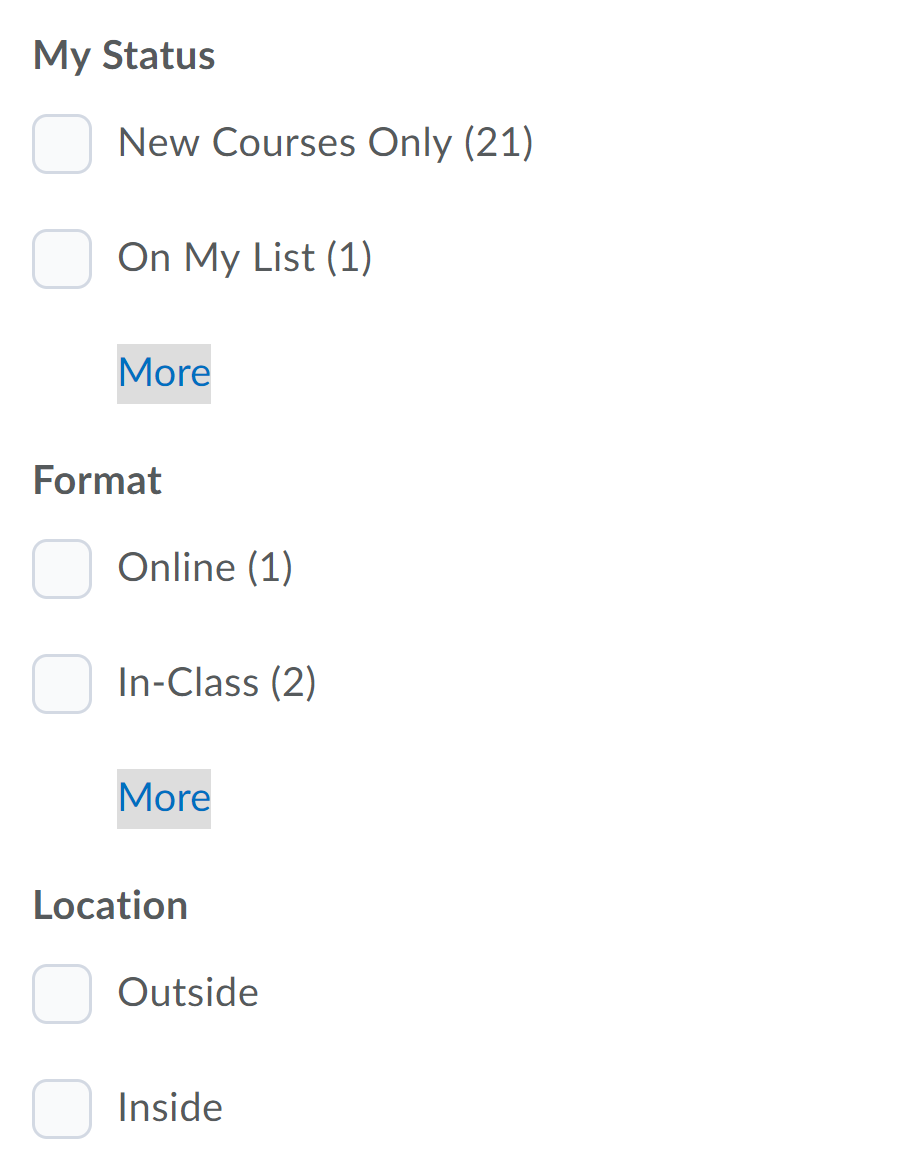 My Status
New Courses Only (21)
On My List (1)
More
Format
Online (1)
In-Class (2)
More
Location
Outside
Inside